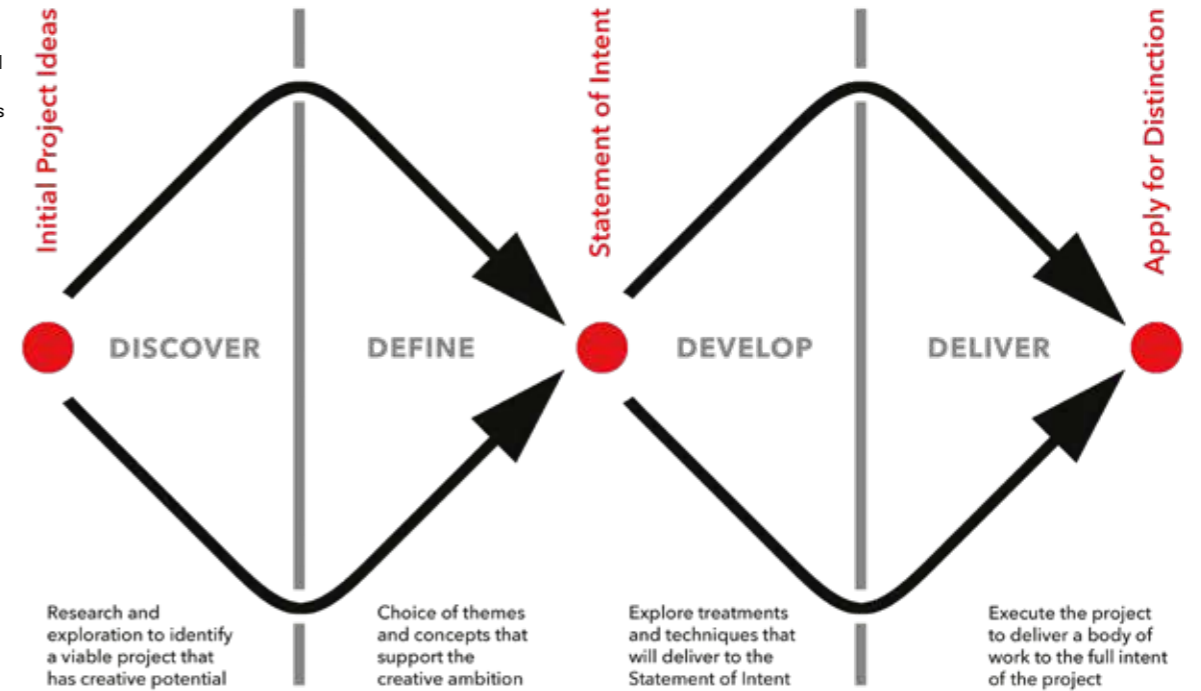 Initial Project Ideas
Statement of Intent
Apply for Distinction
DISCOVER
DEFINE
DEVELOP
DELIVER
Research and
exploration to identify
a viable project that
has creative potential
Choice of themes
and concepts that
support the
creative ambition
Explore treatments
and techniques that
will deliver to the
Statement of Intent
Execute the project
to deliver a body of
work to the full intent
of the project